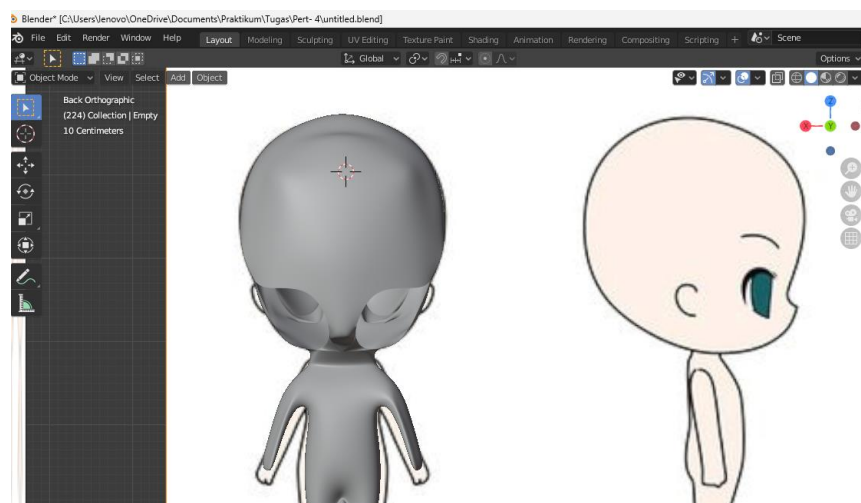 Blender* [C:\Users\lenovo\OneDrive\Documents\Praktikum\Tugas\Pert- 4\untitled.blend]
File Edit Render Window Help Layout Modeling Sculpting UV Editing Texture Paint Shading Animation Rendering Compositing Scripting + Scene
Global Options
Object Mode View Select Add Object
Back Orthographic
(224) Collection | Empty
10 Centimeters
Z
X Y